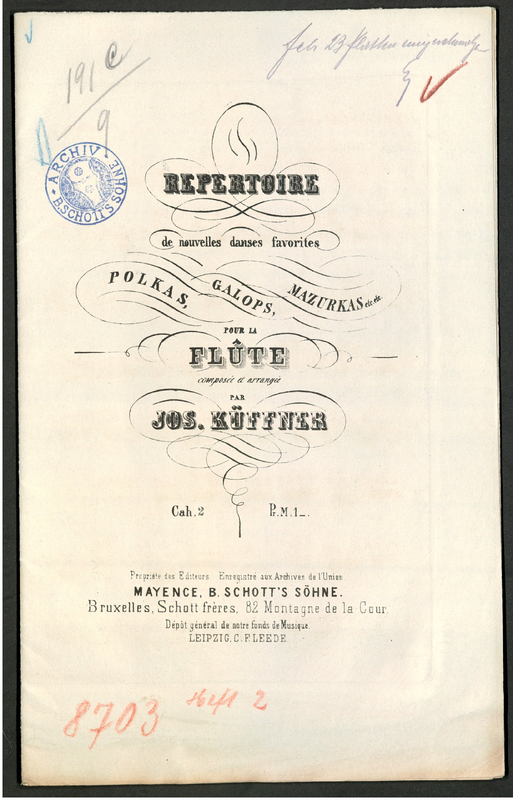 191 C
9
ARCHIV
B. SCHOTT'S SÖHNE
REPERTOIRE
de nouvelles danses favorites
POLKAS, GALOPS, MAZURKAS etc. etc.
POUR LA
FLÛTE
composée et arrangée
PAR
JOS. KÜFFNER
Cah. 2 Pr. M. 1_.
Propriété des Editeurs Enregistré aux Archives de l'Union
MAYENCE, B. SCHOTT'S SÖHNE.
Bruxelles, Schott frères, 82 Montagne de la Cour.
Dépôt général de notre fonds de Musique.
LEIPZIG, C. F. LEEDE
8703 Heft 2